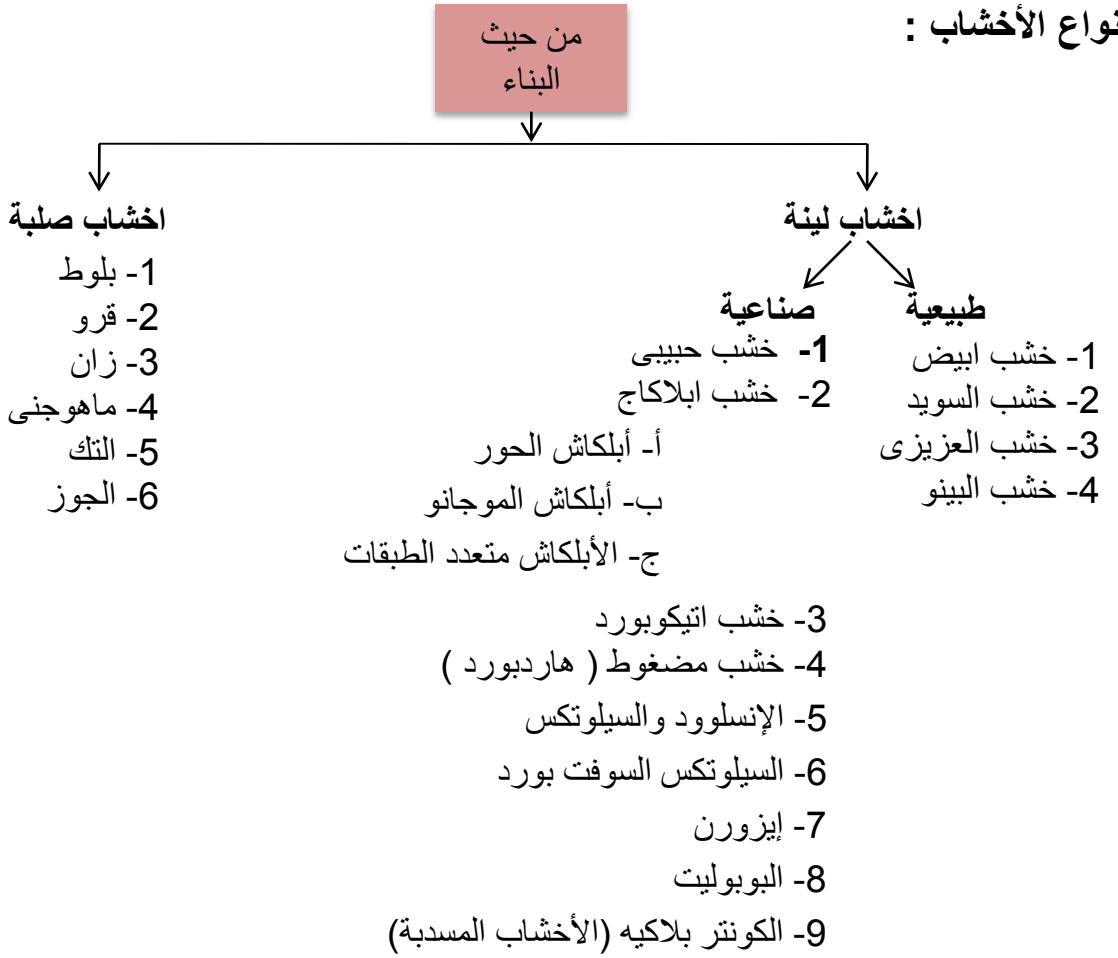 نواع الأخشاب :
من حيث
البناء
اخشاب لينة
طبيعية
1- خشب ابيض
2- خشب السويد
3- خشب العزيزى
4- خشب البينو
صناعية
1- خشب حبيبى
2- خشب ابلاكاج
أ- أبلكاش الحور
ب- أبلكاش الموجانو
ج- الأبلكاش متعدد الطبقات
3- خشب اتيكوبورد
4- خشب مضغوط ( هاردبورد )
5- الإنسلوود والسيلوتكس
6- السيلوتكس السوفت بورد
7- إيزورن
8- البوبوليت
9- الكونتر بلاكيه (الأخشاب المسدبة)
اخشاب صلبة
1- بلوط
2- قرو
3- زان
4- ماهوجنى
5- التك
6- الجوز